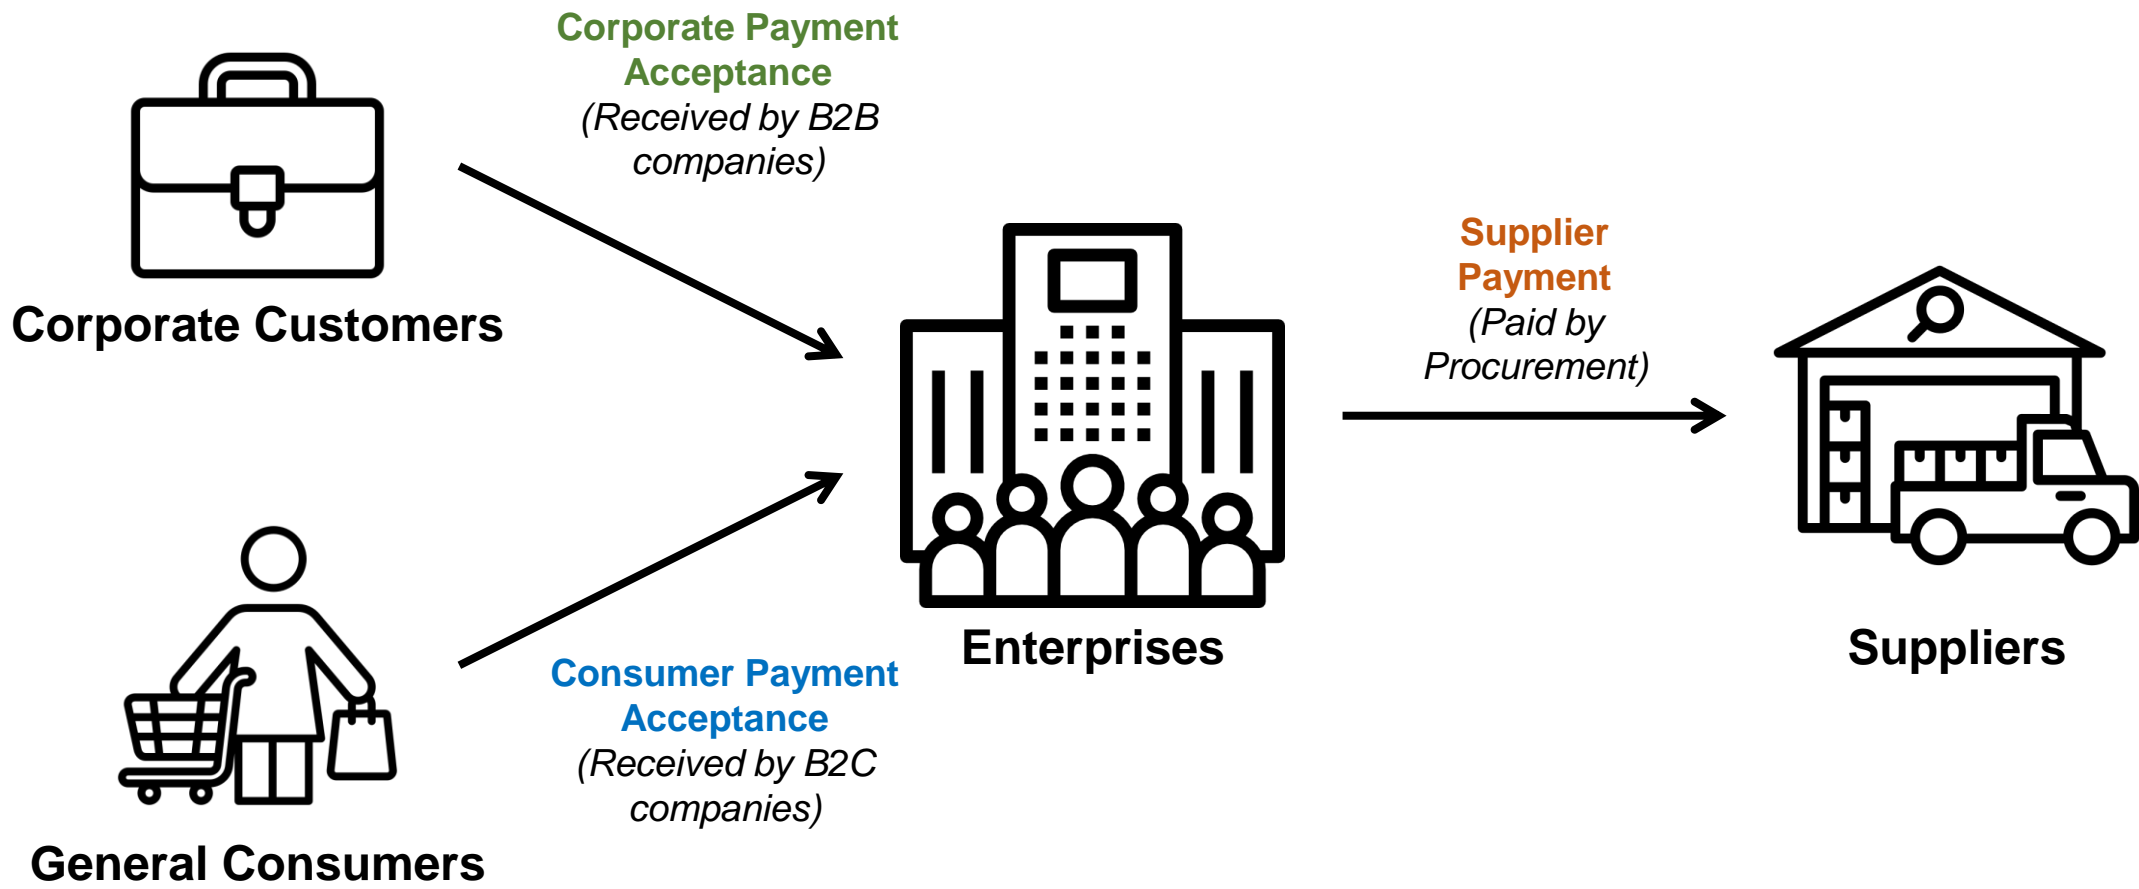 Corporate Payment
Acceptance
(Received by B2B
companies)
Corporate Customers
Supplier
Payment
(Paid by
Procurement)
Enterprises
Suppliers
Consumer Payment
Acceptance
(Received by B2C
companies)
General Consumers